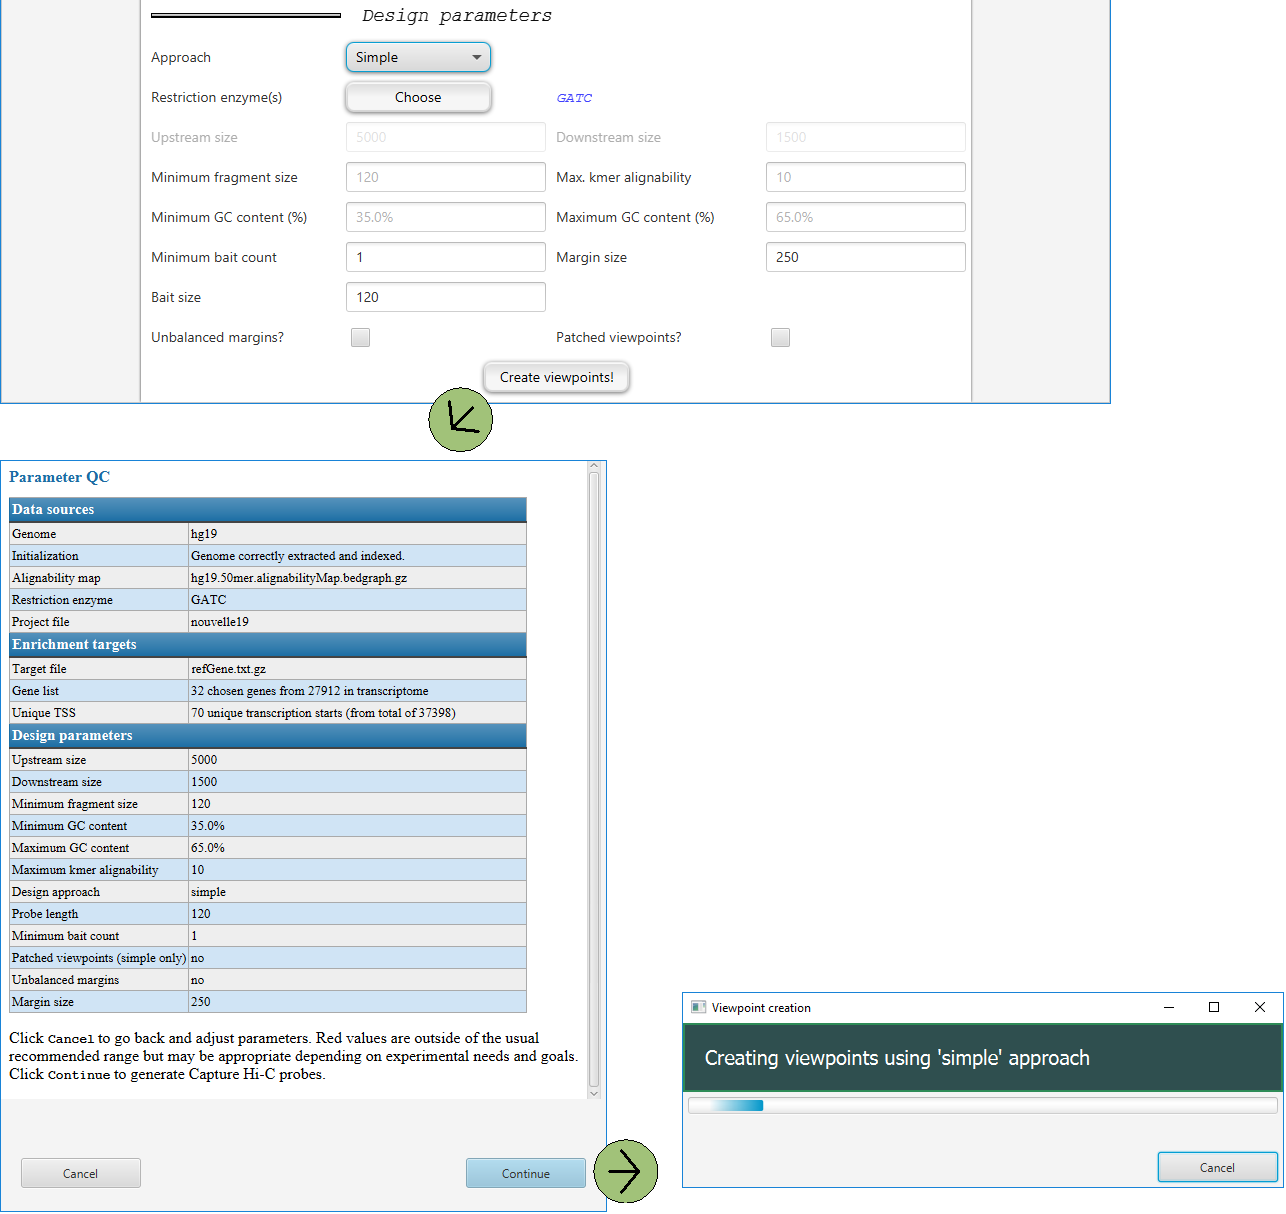 Design parameters
Approach Simple
Restriction enzyme(s) Choose GATC
Upstream size 5000 Downstream size 1500
Minimum fragment size 120 Max. kmer alignability 10
Minimum GC content (%) 35.0% Maximum GC content (%) 65.0%
Minimum bait count 1 Margin size 250
Bait size 120
Unbalanced margins? Patched viewpoints?
Create viewpoints!
Parameter QC
Data sources
Genome hg19
Initialization Genome correctly extracted and indexed.
Alignability map hg19.50mer.alignabilityMap.bedgraph.gz
Restriction enzyme GATC
Project file nouvelle19
Enrichment targets
Target file refGene.txt.gz
Gene list 32 chosen genes from 27912 in transcriptome
Unique TSS 70 unique transcription starts (from total of 37398)
Design parameters
Upstream size 5000
Downstream size 1500
Minimum fragment size 120
Minimum GC content 35.0%
Maximum GC content 65.0%
Maximum kmer alignability 10
Design approach simple
Probe length 120
Minimum bait count 1
Patched viewpoints (simple only) no
Unbalanced margins no
Margin size 250
Click Cancel to go back and adjust parameters. Red values are outside of the usual
recommended range but may be appropriate depending on experimental needs and goals.
Click Continue to generate Capture Hi-C probes.
Cancel Continue
Viewpoint creation
Creating viewpoints using 'simple' approach
Cancel